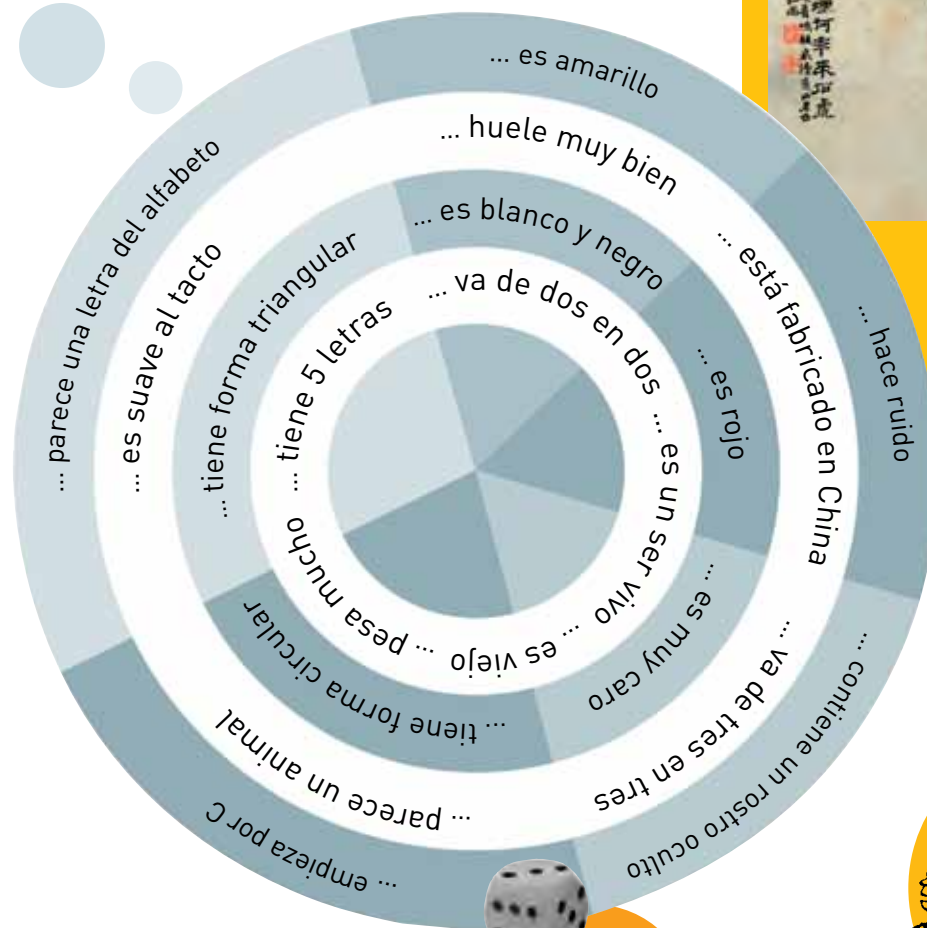 ... es amarillo
... hace ruido
... contiene un rostro oculto
... empieza por C
... parece una letra del alfabeto
... huele muy bien
... está fabricado en China
... va de tres en tres
... parece un animal
... es suave al tacto
... es blanco y negro
... es rojo
... es muy caro
... tiene forma circular
... tiene forma triangular
... va de dos en dos
... es un ser vivo
... es viejo
... pesa mucho
... tiene 5 letras